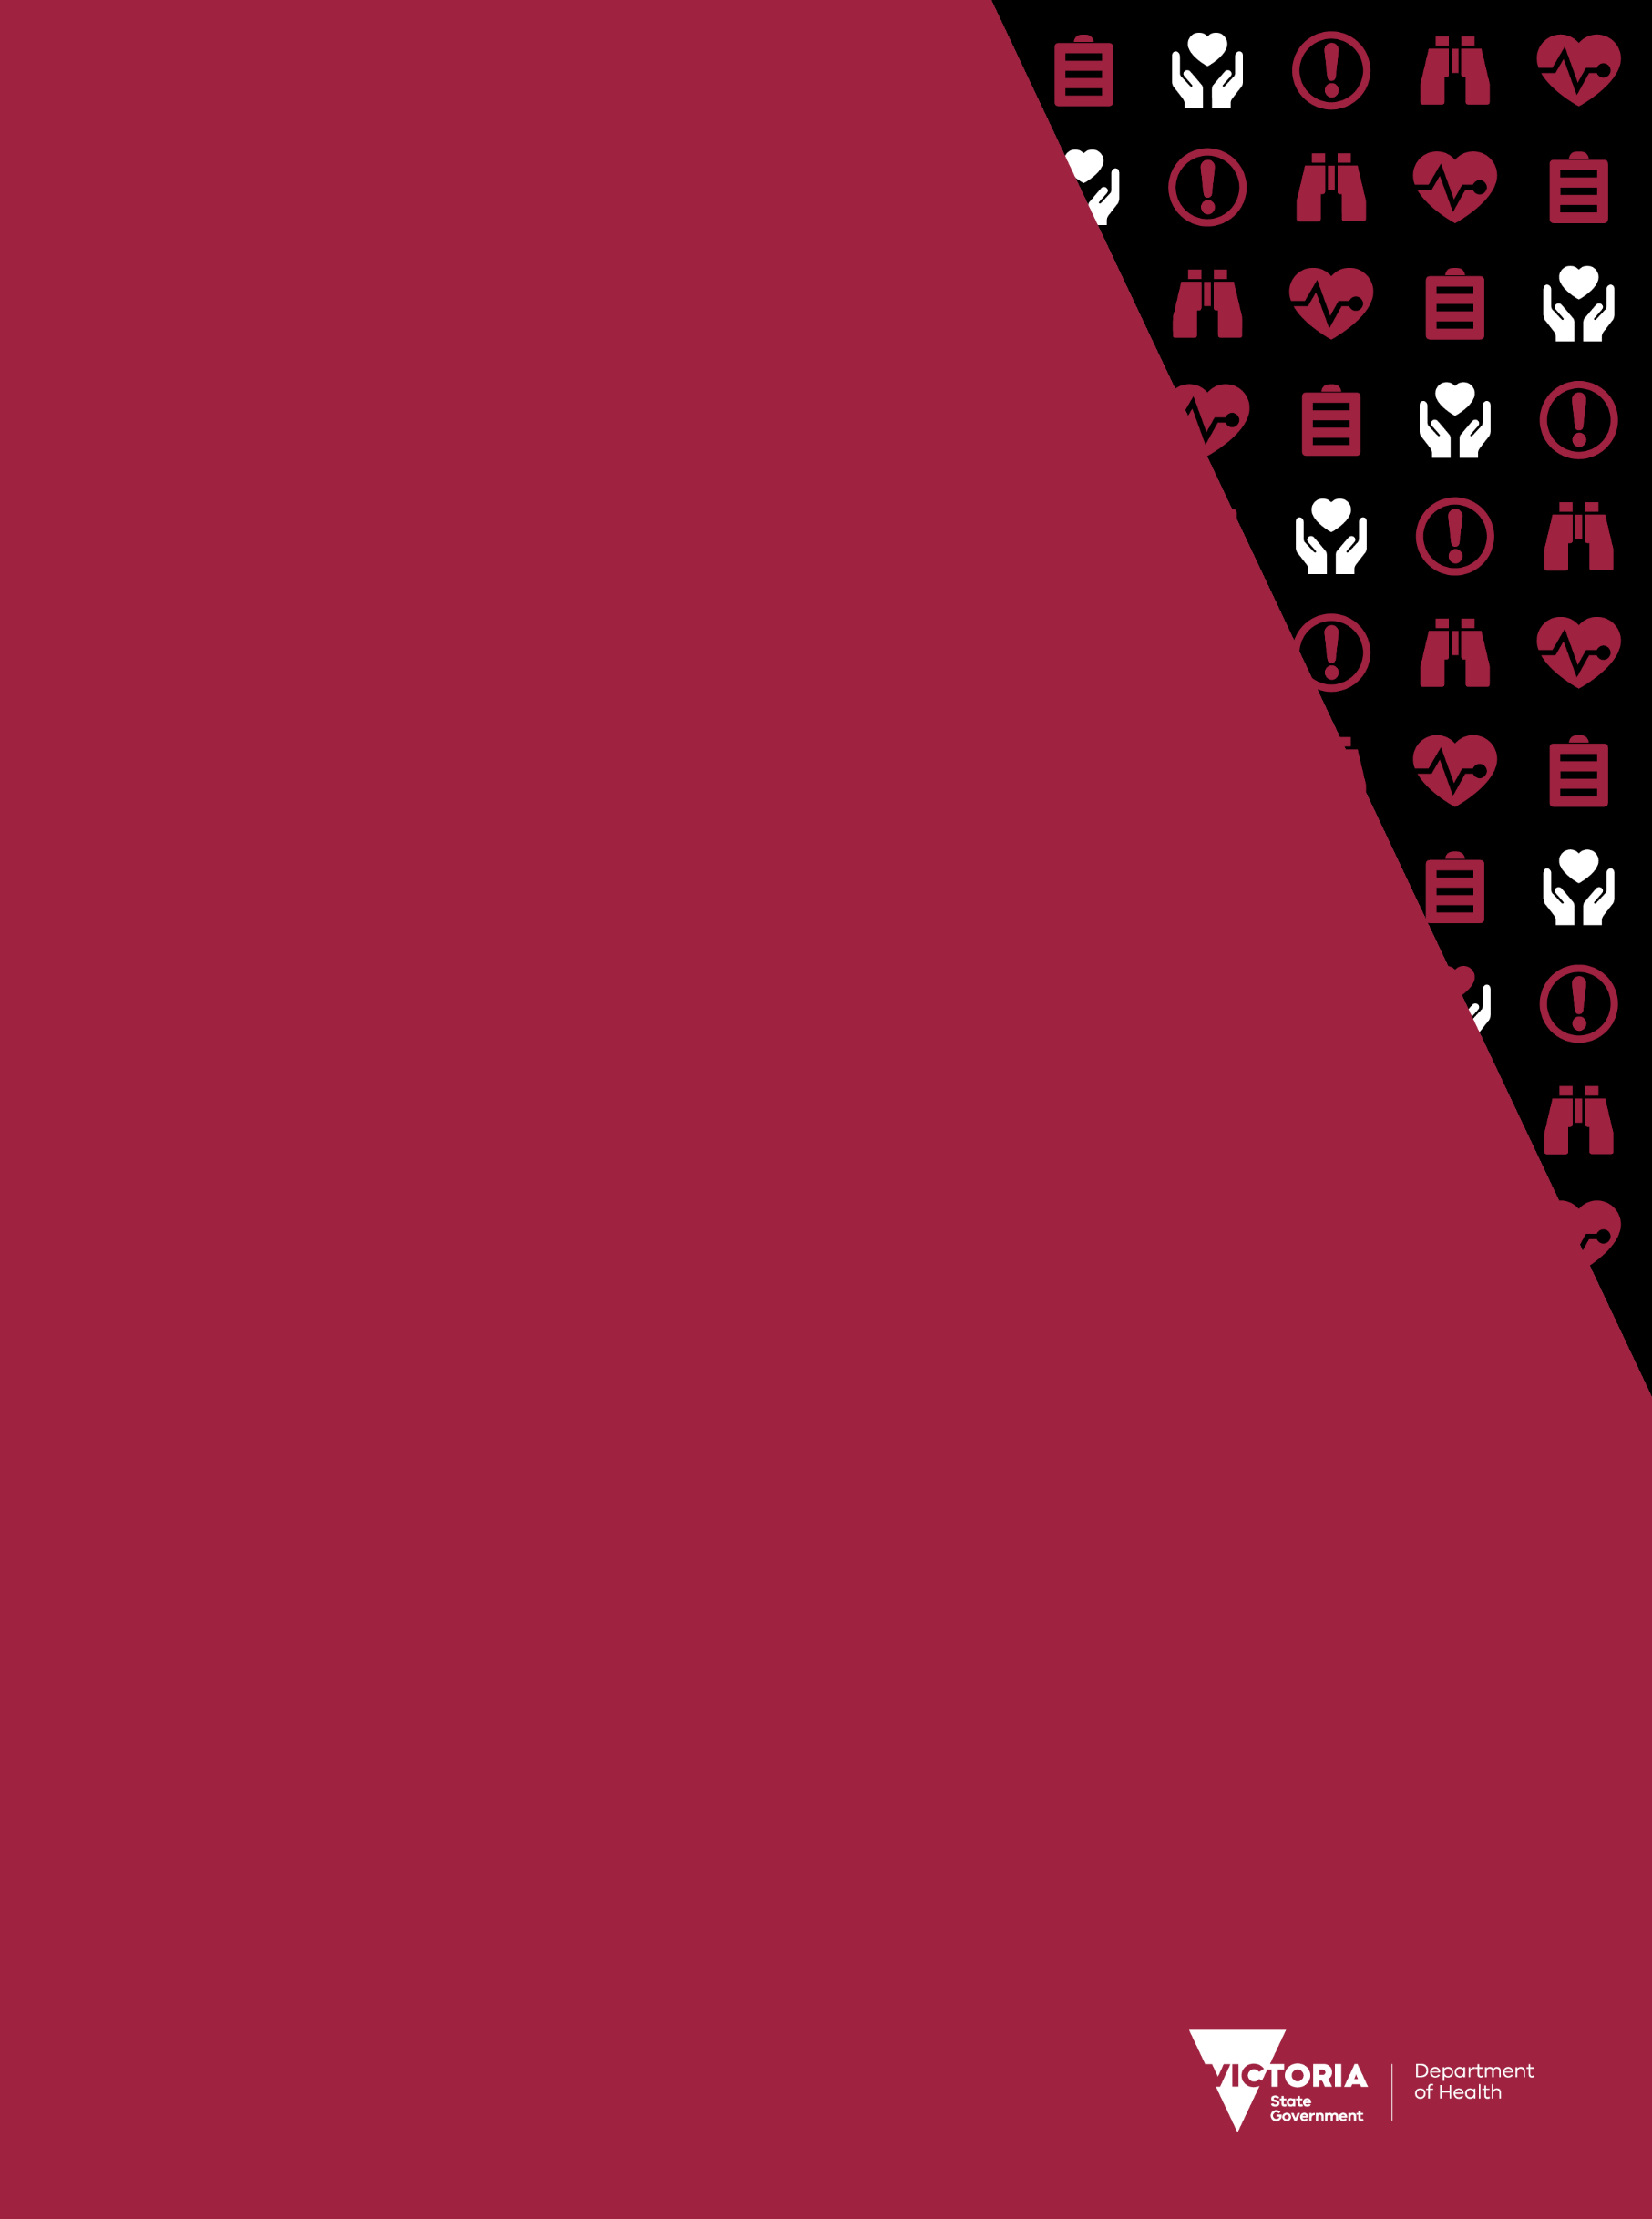 VICTORIA
State
Government
Department
of Health